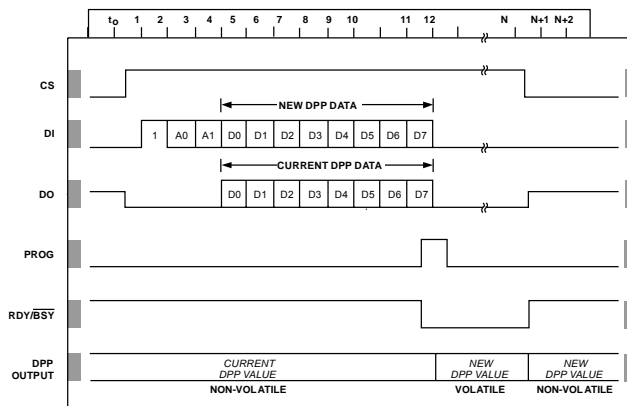 to 1 2 3 4 5 6 7 8 9 10 11 12 N N+1 N+2
CS
NEW DPP DATA
DI 1 A0 A1 D0 D1 D2 D3 D4 D5 D6 D7
CURRENT DPP DATA
DO D0 D1 D2 D3 D4 D5 D6 D7
PROG
RDY/BSY
DPP
OUTPUT
CURRENT
DPP VALUE
NON-VOLATILE
NEW
DPP VALUE
VOLATILE
NEW
DPP VALUE
NON-VOLATILE